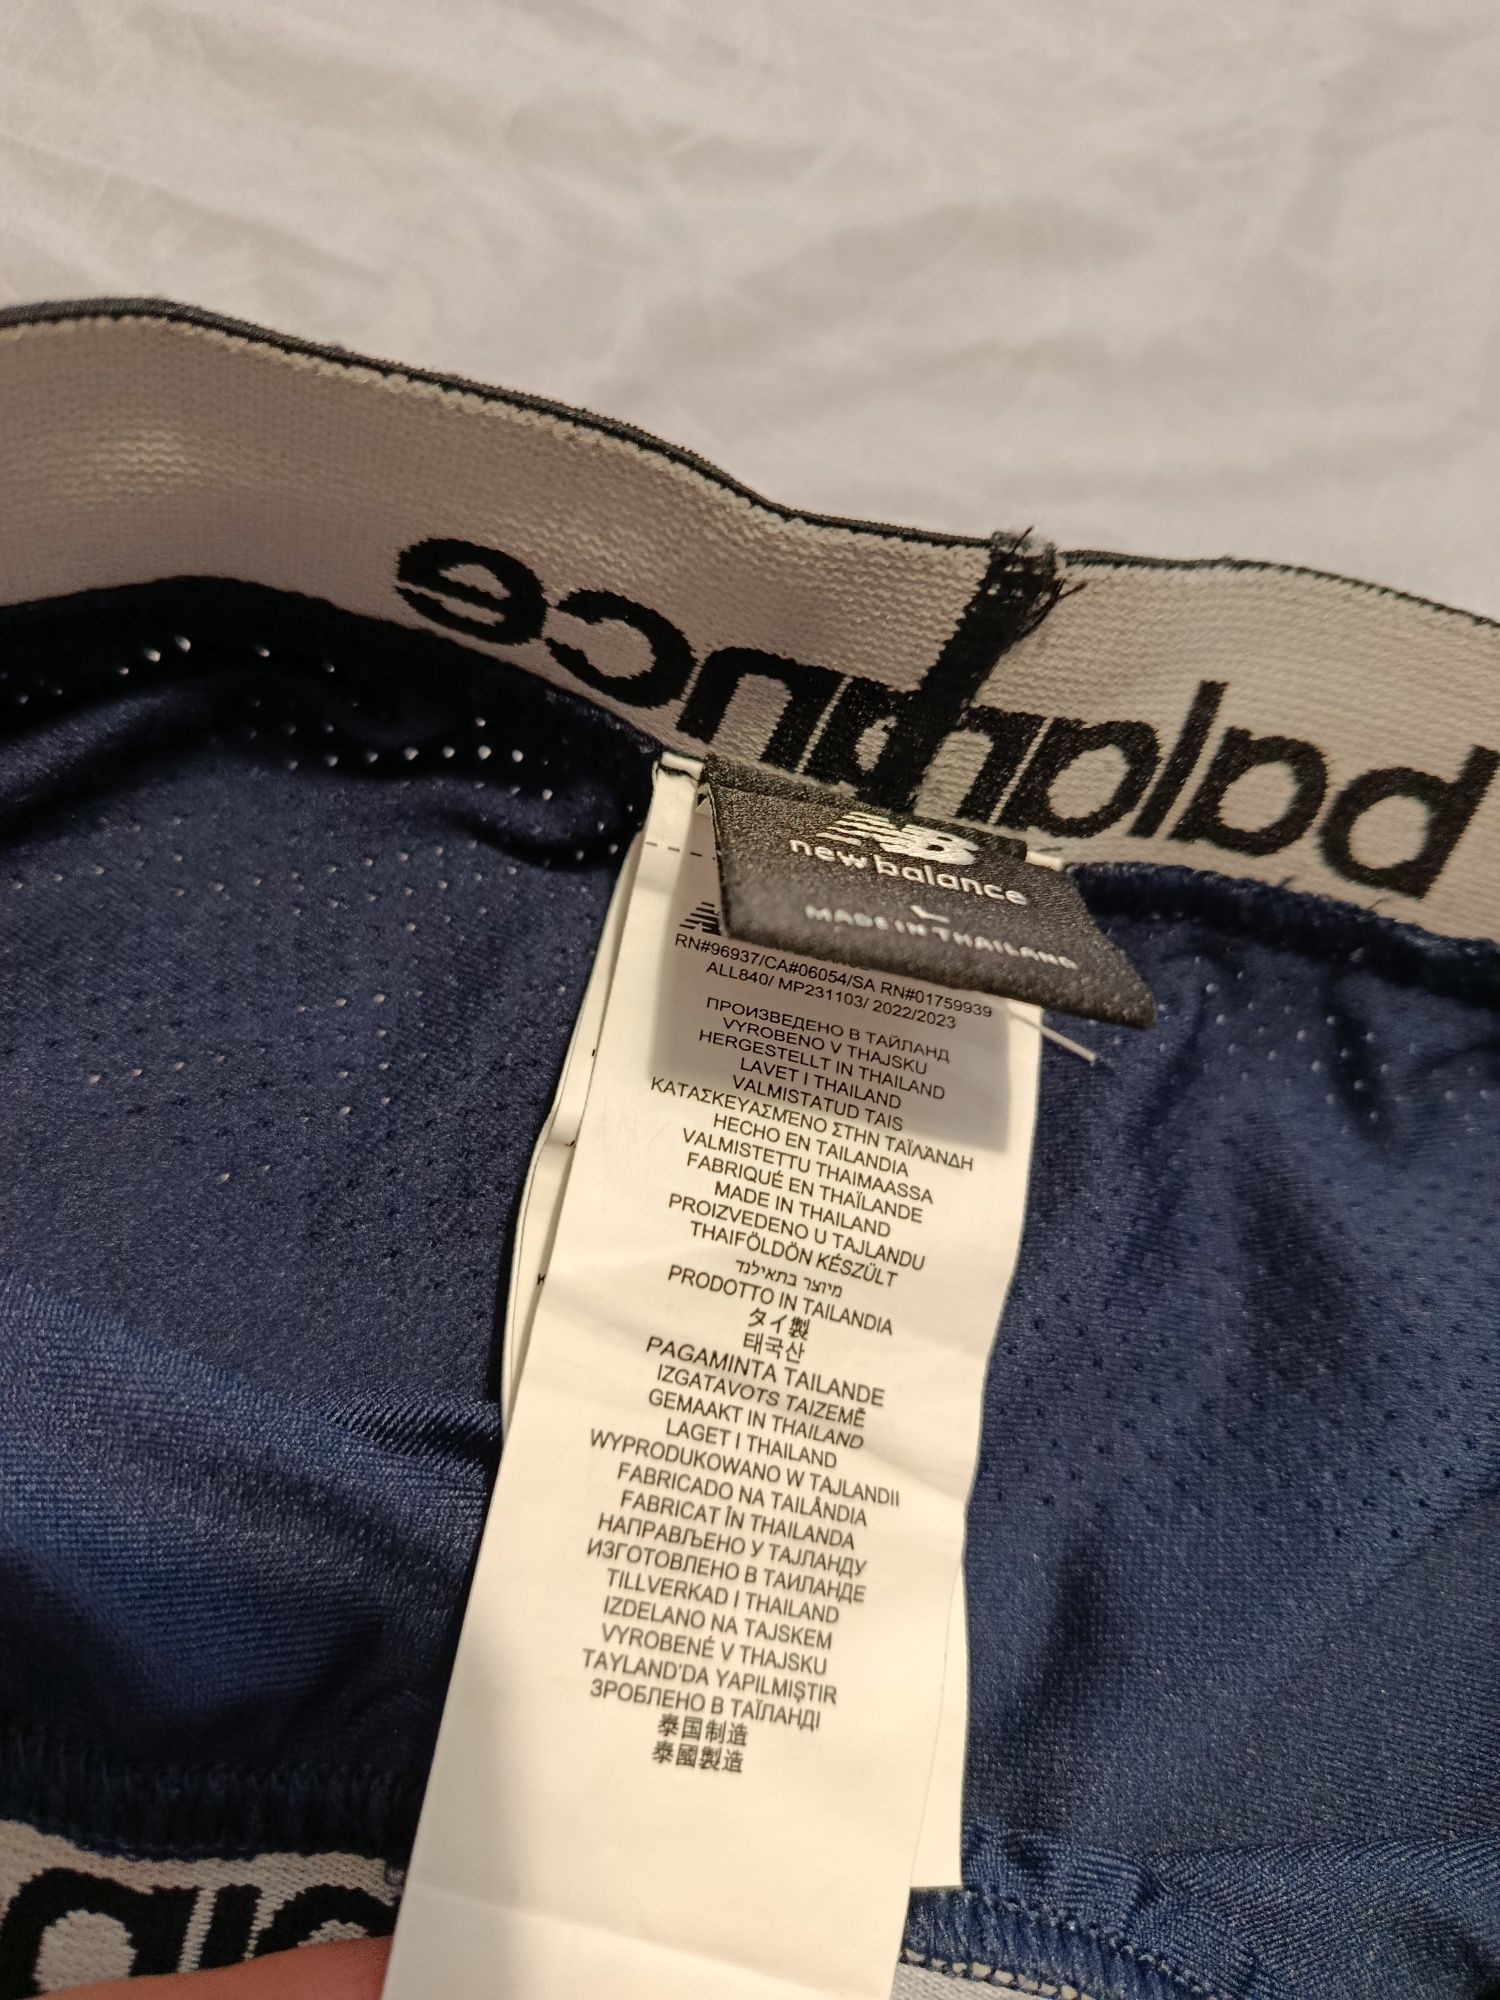 balance
new balance
MADE IN THAILAND
RN#96937/CA#06054/SA RN#01759939
ALL840/ MP231103/ 2022/2023
ПРОИЗВЕДЕНО В ТАЙЛАНД
VYROBENO V THAJSKU
HERGESTELLT IN THAILAND
LAVET I THAILAND
VALMISTATUD TAIS
ΚΑΤΑΣΚΕΥΑΣΜΕΝΟ ΣΤΗΝ ΤΑΪΛΆΝΔΗ
HECHO EN TAILANDIA
VALMISTETTU THAIMAASSA
FABRIQUÉ EN THAÏLANDE
MADE IN THAILAND
PROIZVEDENO U TAJLANDU
THAIFÖLDÖN KÉSZÜLT
מיוצר בתאילנד
PRODOTTO IN TAILANDIA
タイ製
태국산
PAGAMINTA TAILANDE
IZGATAVOTS TAIZEMĒ
GEMAAKT IN THAILAND
LAGET I THAILAND
WYPRODUKOWANO W TAJLANDII
FABRICADO NA TAILÂNDIA
FABRICAT ÎN THAILANDA
НАПРАВЉЕНО У ТАЈЛАНДУ
ИЗГОТОВЛЕНО В ТАИЛАНДЕ
TILLVERKAD I THAILAND
IZDELANO NA TAJSKEM
VYROBENÉ V THAJSKU
TAYLAND'DA YAPILMIŞTIR
ЗРОБЛЕНО В ТАЇЛАНДІ
泰国制造
泰國製造